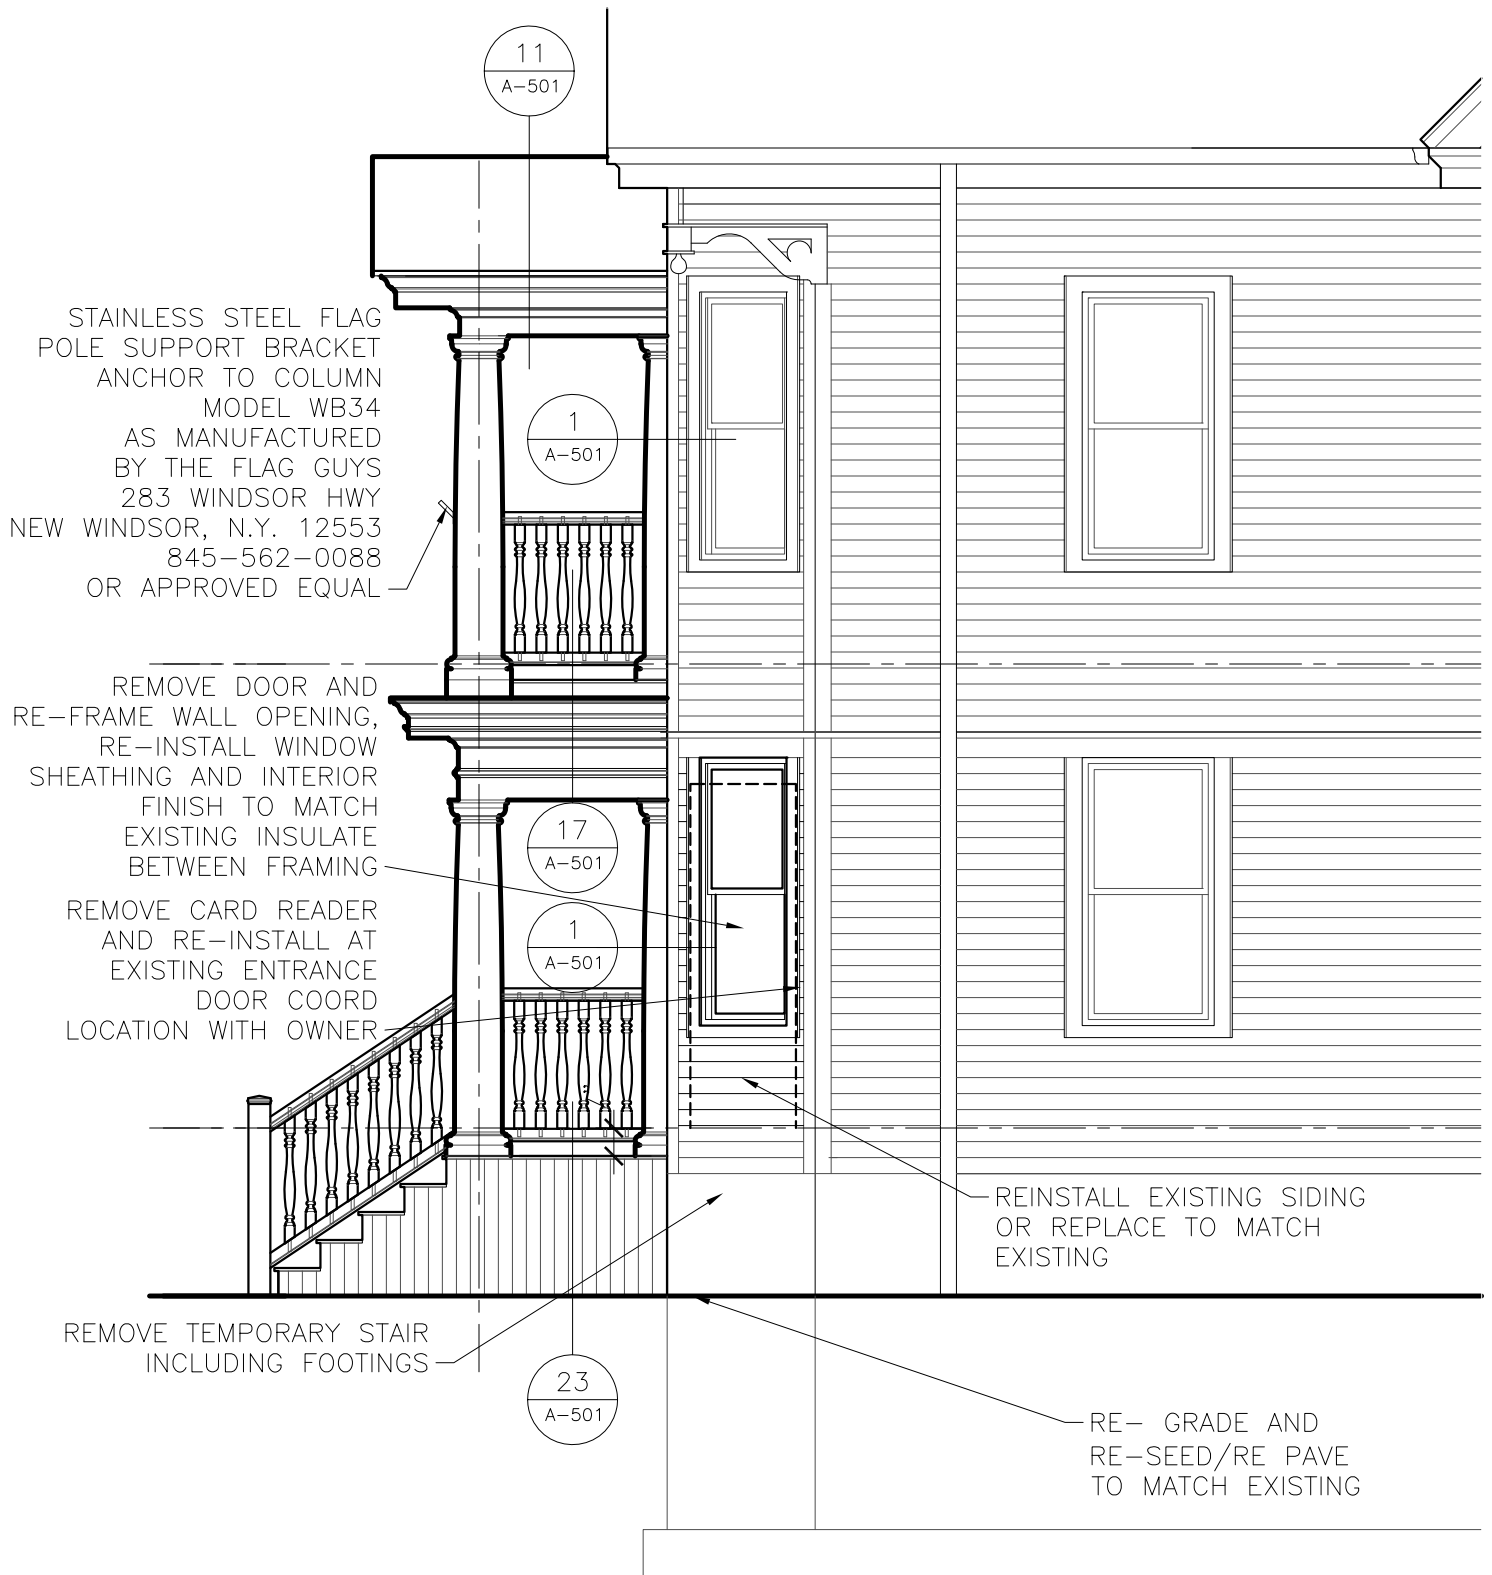 11
A-501
STAINLESS STEEL FLAG
POLE SUPPORT BRACKET
ANCHOR TO COLUMN
MODEL WB34
AS MANUFACTURED
BY THE FLAG GUYS
283 WINDSOR HWY
NEW WINDSOR, N.Y. 12553
845-562-0088
OR APPROVED EQUAL
1
A-501
REMOVE DOOR AND
RE-FRAME WALL OPENING,
RE-INSTALL WINDOW
SHEATHING AND INTERIOR
FINISH TO MATCH
EXISTING INSULATE
BETWEEN FRAMING
17
A-501
REMOVE CARD READER
AND RE-INSTALL AT
EXISTING ENTRANCE
DOOR COORD
LOCATION WITH OWNER
1
A-501
REINSTALL EXISTING SIDING
OR REPLACE TO MATCH
EXISTING
REMOVE TEMPORARY STAIR
INCLUDING FOOTINGS
23
A-501
RE- GRADE AND
RE-SEED/RE PAVE
TO MATCH EXISTING